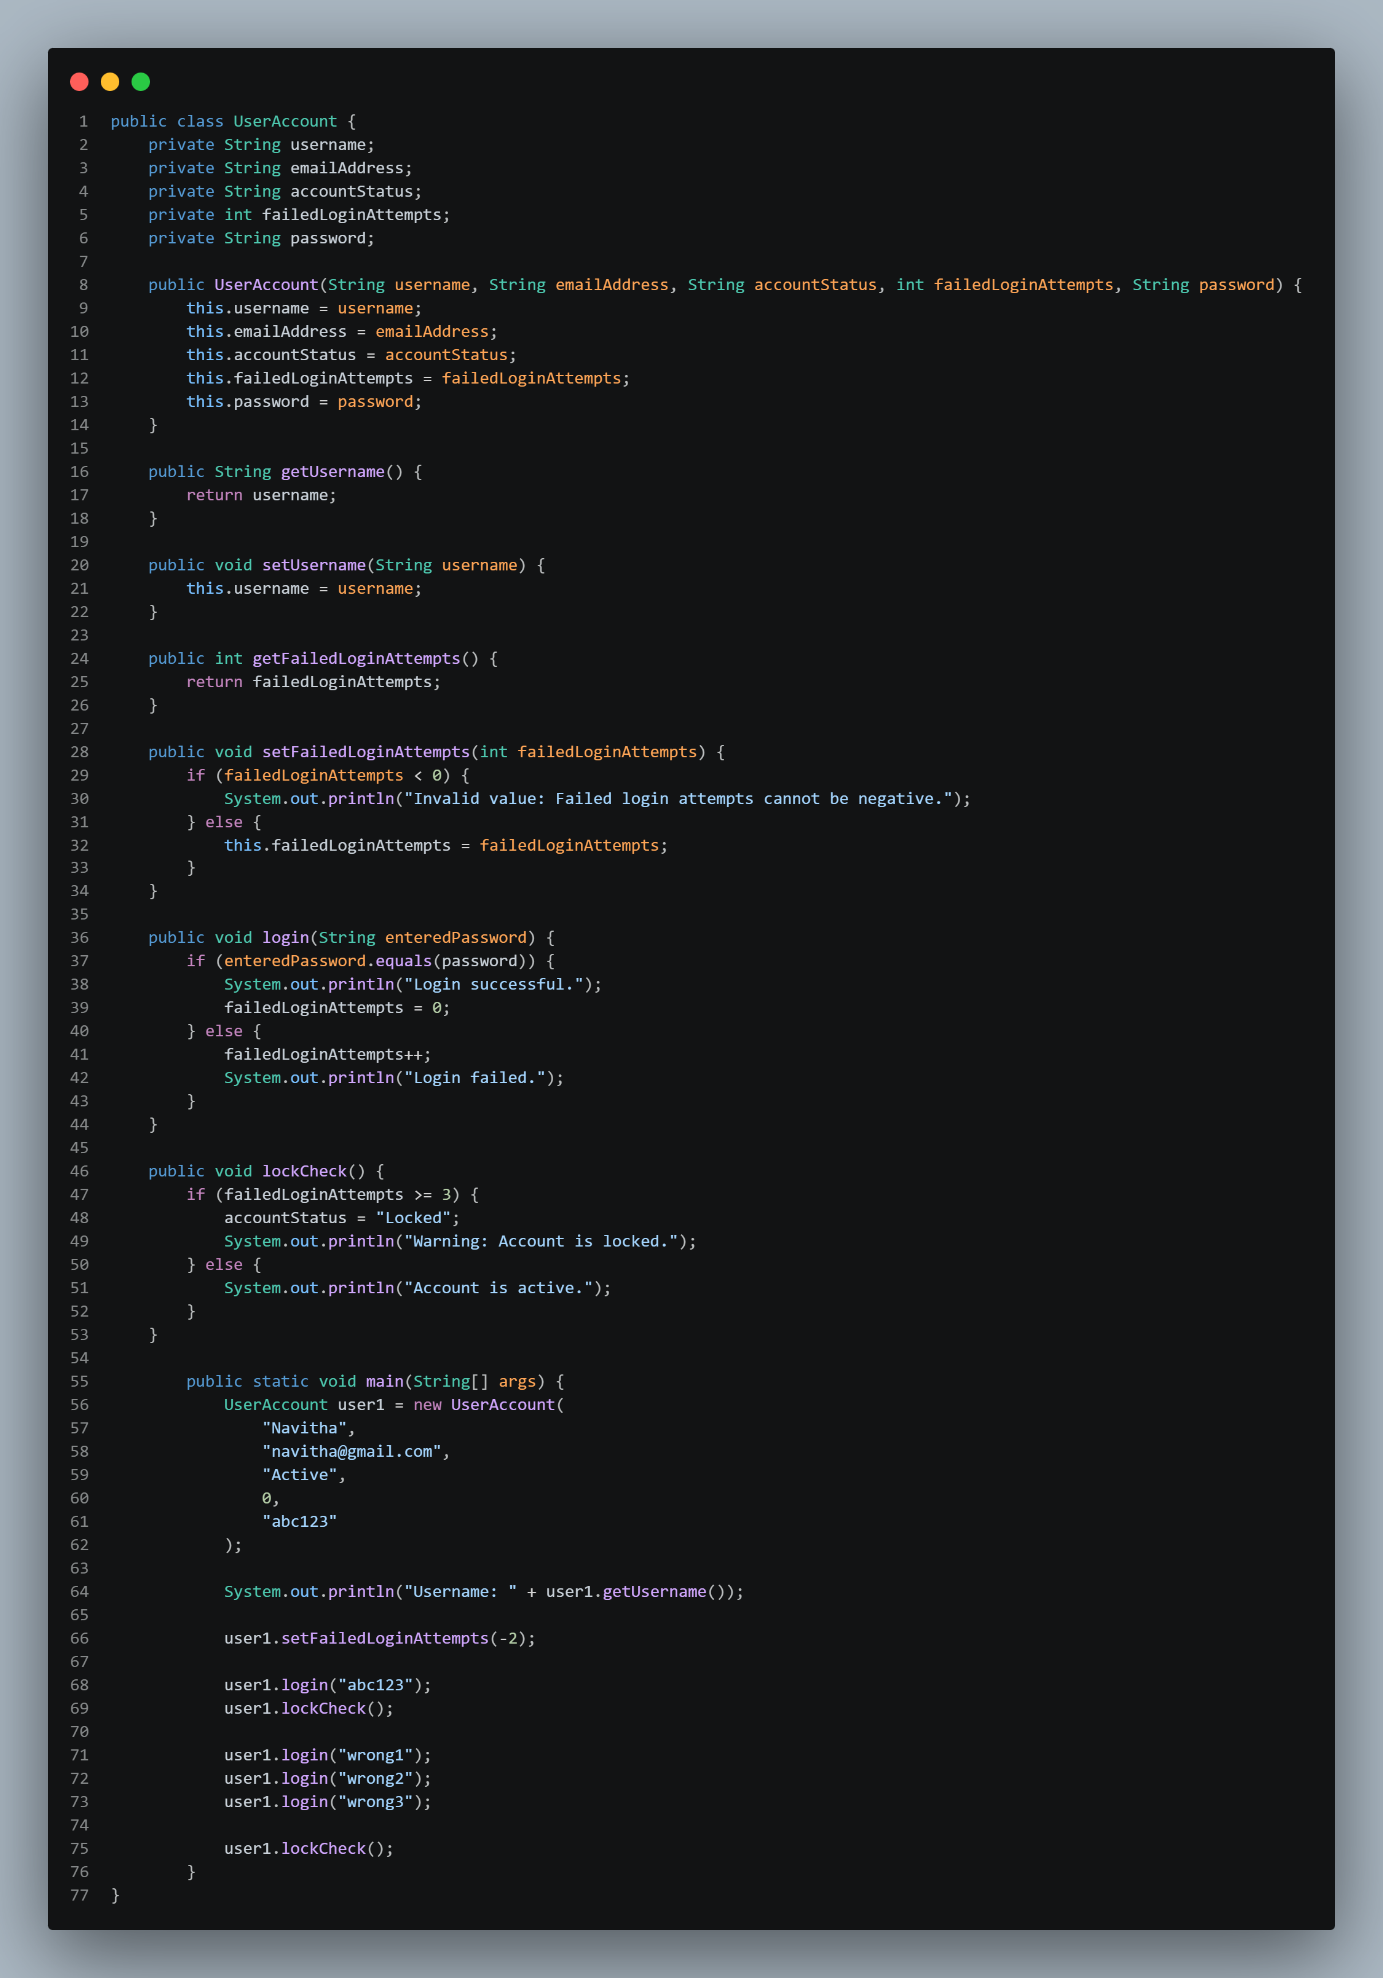 1 public class UserAccount {
2     private String username;
3     private String emailAddress;
4     private String accountStatus;
5     private int failedLoginAttempts;
6     private String password;
7
8     public UserAccount(String username, String emailAddress, String accountStatus, int failedLoginAttempts, String password) {
9         this.username = username;
10         this.emailAddress = emailAddress;
11         this.accountStatus = accountStatus;
12         this.failedLoginAttempts = failedLoginAttempts;
13         this.password = password;
14     }
15
16     public String getUsername() {
17         return username;
18     }
19
20     public void setUsername(String username) {
21         this.username = username;
22     }
23
24     public int getFailedLoginAttempts() {
25         return failedLoginAttempts;
26     }
27
28     public void setFailedLoginAttempts(int failedLoginAttempts) {
29         if (failedLoginAttempts < 0) {
30             System.out.println("Invalid value: Failed login attempts cannot be negative.");
31         } else {
32             this.failedLoginAttempts = failedLoginAttempts;
33         }
34     }
35
36     public void login(String enteredPassword) {
37         if (enteredPassword.equals(password)) {
38             System.out.println("Login successful.");
39             failedLoginAttempts = 0;
40         } else {
41             failedLoginAttempts++;
42             System.out.println("Login failed.");
43         }
44     }
45
46     public void lockCheck() {
47         if (failedLoginAttempts >= 3) {
48             accountStatus = "Locked";
49             System.out.println("Warning: Account is locked.");
50         } else {
51             System.out.println("Account is active.");
52         }
53     }
54
55         public static void main(String[] args) {
56             UserAccount user1 = new UserAccount(
57                 "Navitha",
58                 "navitha@gmail.com",
59                 "Active",
60                 0,
61                 "abc123"
62             );
63
64             System.out.println("Username: " + user1.getUsername());
65
66             user1.setFailedLoginAttempts(-2);
67
68             user1.login("abc123");
69             user1.lockCheck();
70
71             user1.login("wrong1");
72             user1.login("wrong2");
73             user1.login("wrong3");
74
75             user1.lockCheck();
76         }
77 }